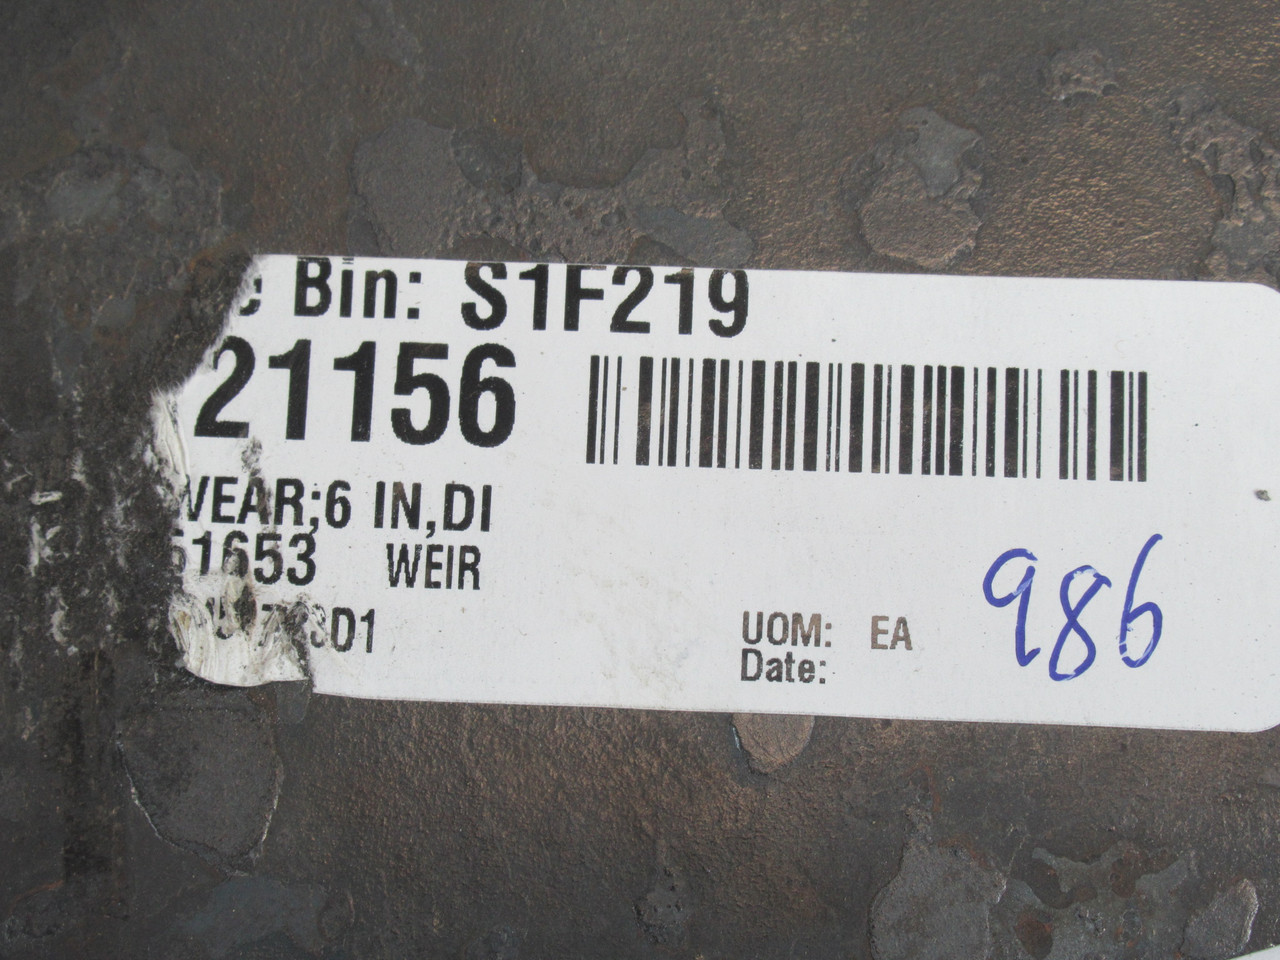 Bin: S1F219
21156
WEAR;6 IN,DI
51653 WEIR
UOM: EA
Date:
986